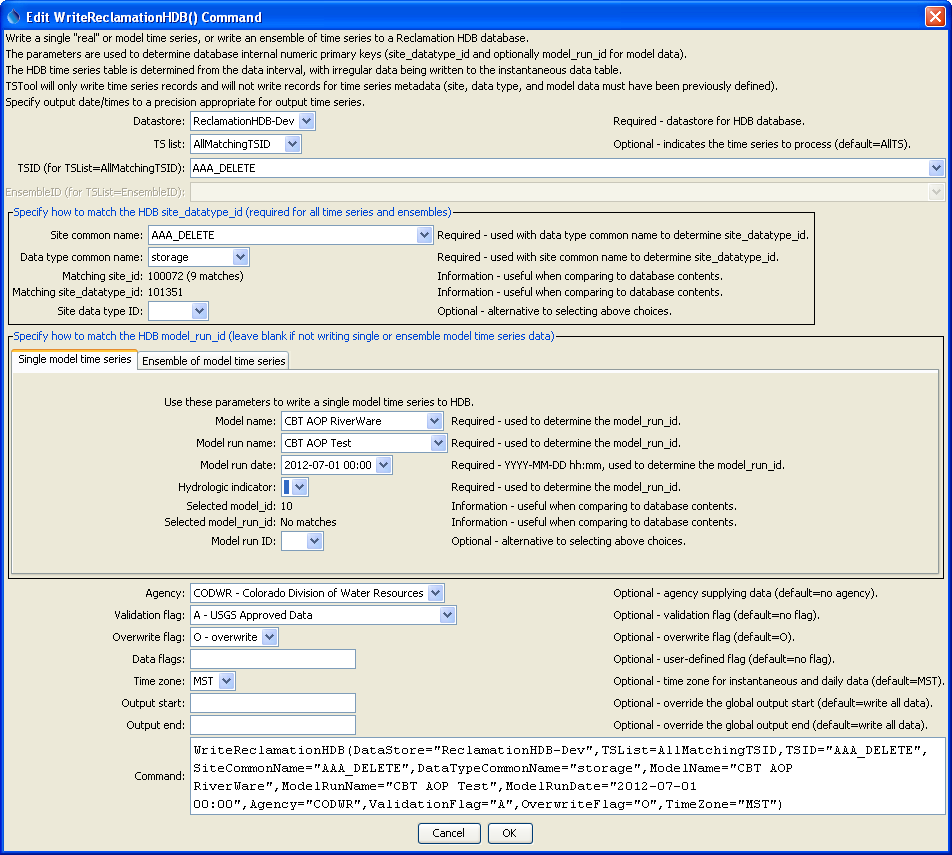 Edit WriteReclamationHDB() Command
Write a single "real" or model time series, or write an ensemble of time series to a Reclamation HDB database.
The parameters are used to determine database internal numeric primary keys (site_datatype_id and optionally model_run_id for model data).
The HDB time series table is determined from the data interval, with irregular data being written to the instantaneous data table.
TSTool will only write time series records and will not write records for time series metadata (site, data type, and model data must have been previously defined).
Specify output date/times to a precision appropriate for output time series.
Datastore: ReclamationHDB-Dev Required - datastore for HDB database.
TS list: AllMatchingTSID Optional - indicates the time series to process (default=AllTS).
TSID (for TSList=AllMatchingTSID): AAA_DELETE
EnsembleID (for TSList=EnsembleID):
Specify how to match the HDB site_datatype_id (required for all time series and ensembles)
Site common name: AAA_DELETE Required - used with data type common name to determine site_datatype_id.
Data type common name: storage Required - used with site common name to determine site_datatype_id.
Matching site_id: 100072 (9 matches) Information - useful when comparing to database contents.
Matching site_datatype_id: 101351 Information - useful when comparing to database contents.
Site data type ID: Optional - alternative to selecting above choices.
Specify how to match the HDB model_run_id (leave blank if not writing single or ensemble model time series data)
Single model time series Ensemble of model time series
Use these parameters to write a single model time series to HDB.
Model name: CBT AOP RiverWare Required - used to determine the model_run_id.
Model run name: CBT AOP Test Required - used to determine the model_run_id.
Model run date: 2012-07-01 00:00 Required - YYYY-MM-DD hh:mm, used to determine the model_run_id.
Hydrologic indicator: Required - used to determine the model_run_id.
Selected model_id: 10 Information - useful when comparing to database contents.
Selected model_run_id: No matches Information - useful when comparing to database contents.
Model run ID: Optional - alternative to selecting above choices.
Agency: CODWR - Colorado Division of Water Resources Optional - agency supplying data (default=no agency).
Validation flag: A - USGS Approved Data Optional - validation flag (default=no flag).
Overwrite flag: O - overwrite Optional - overwrite flag (default=O).
Data flags: Optional - user-defined flag (default=no flag).
Time zone: MST Optional - time zone for instantaneous and daily data (default=MST).
Output start: Optional - override the global output start (default=write all data).
Output end: Optional - override the global output end (default=write all data).
Command: WriteReclamationHDB(DataStore="ReclamationHDB-Dev",TSList=AllMatchingTSID,TSID="AAA_DELETE",
SiteCommonName="AAA_DELETE",DataTypeCommonName="storage",ModelName="CBT AOP
RiverWare",ModelRunName="CBT AOP Test",ModelRunDate="2012-07-01
00:00",Agency="CODWR",ValidationFlag="A",OverwriteFlag="O",TimeZone="MST")
Cancel OK